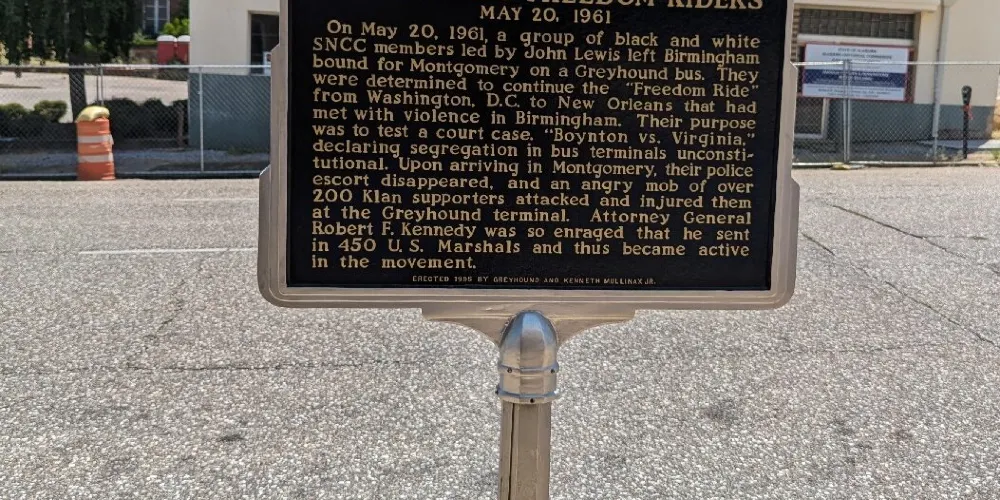 FREEDOM RIDERS
MAY 20, 1961
On May 20, 1961, a group of black and white
SNCC members led by John Lewis left Birmingham
bound for Montgomery on a Greyhound bus. They
were determined to continue the "Freedom Ride"
from Washington, D.C. to New Orleans that had
met with violence in Birmingham. Their purpose
was to test a court case, "Boynton vs. Virginia,"
declaring segregation in bus terminals unconsti-
tutional. Upon arriving in Montgomery, their police
escort disappeared, and an angry mob of over
200 Klan supporters attacked and injured them
at the Greyhound terminal. Attorney General
Robert F. Kennedy was so enraged that he sent
in 450 U. S. Marshals and thus became active
in the movement.
ERECTED 1995 BY GREYHOUND AND KENNETH MULLINAX JR.